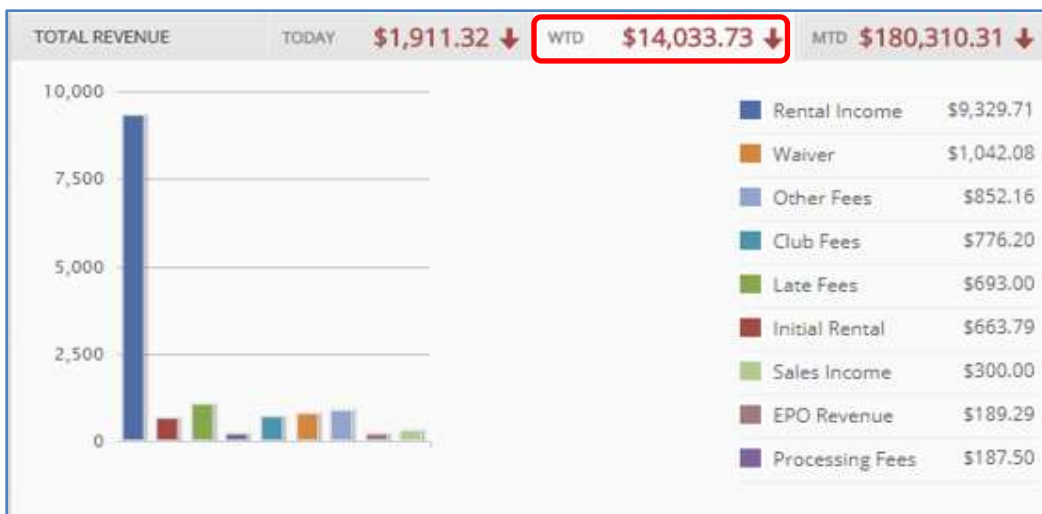 TOTAL REVENUE TODAY $1,911.32 WTD $14,033.73 MTD $180,310.31
10,000
7,500
5,000
2,500
0
Rental Income $9,329.71
Waiver $1,042.08
Other Fees $852.16
Club Fees $776.20
Late Fees $693.00
Initial Rental $663.79
Sales Income $300.00
EPO Revenue $189.29
Processing Fees $187.50